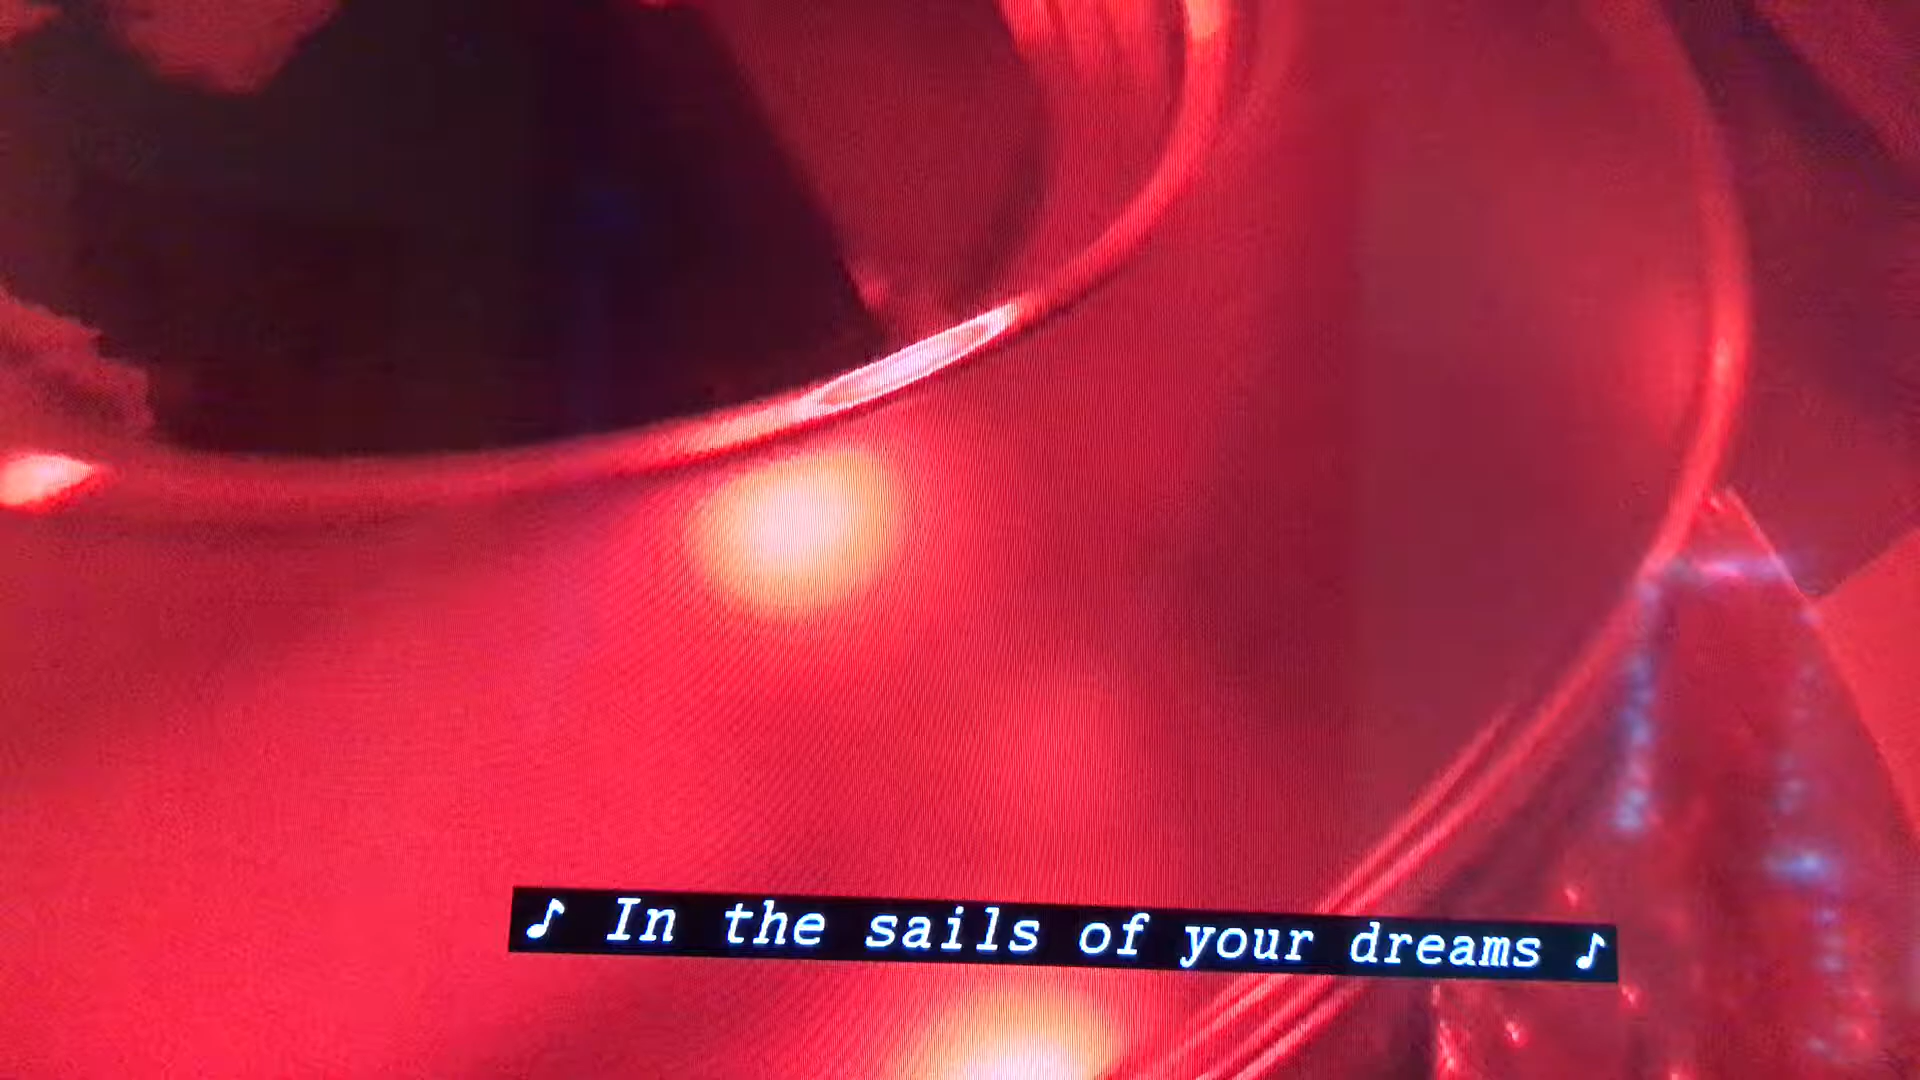 ♪ In the sails of your dreams ♪